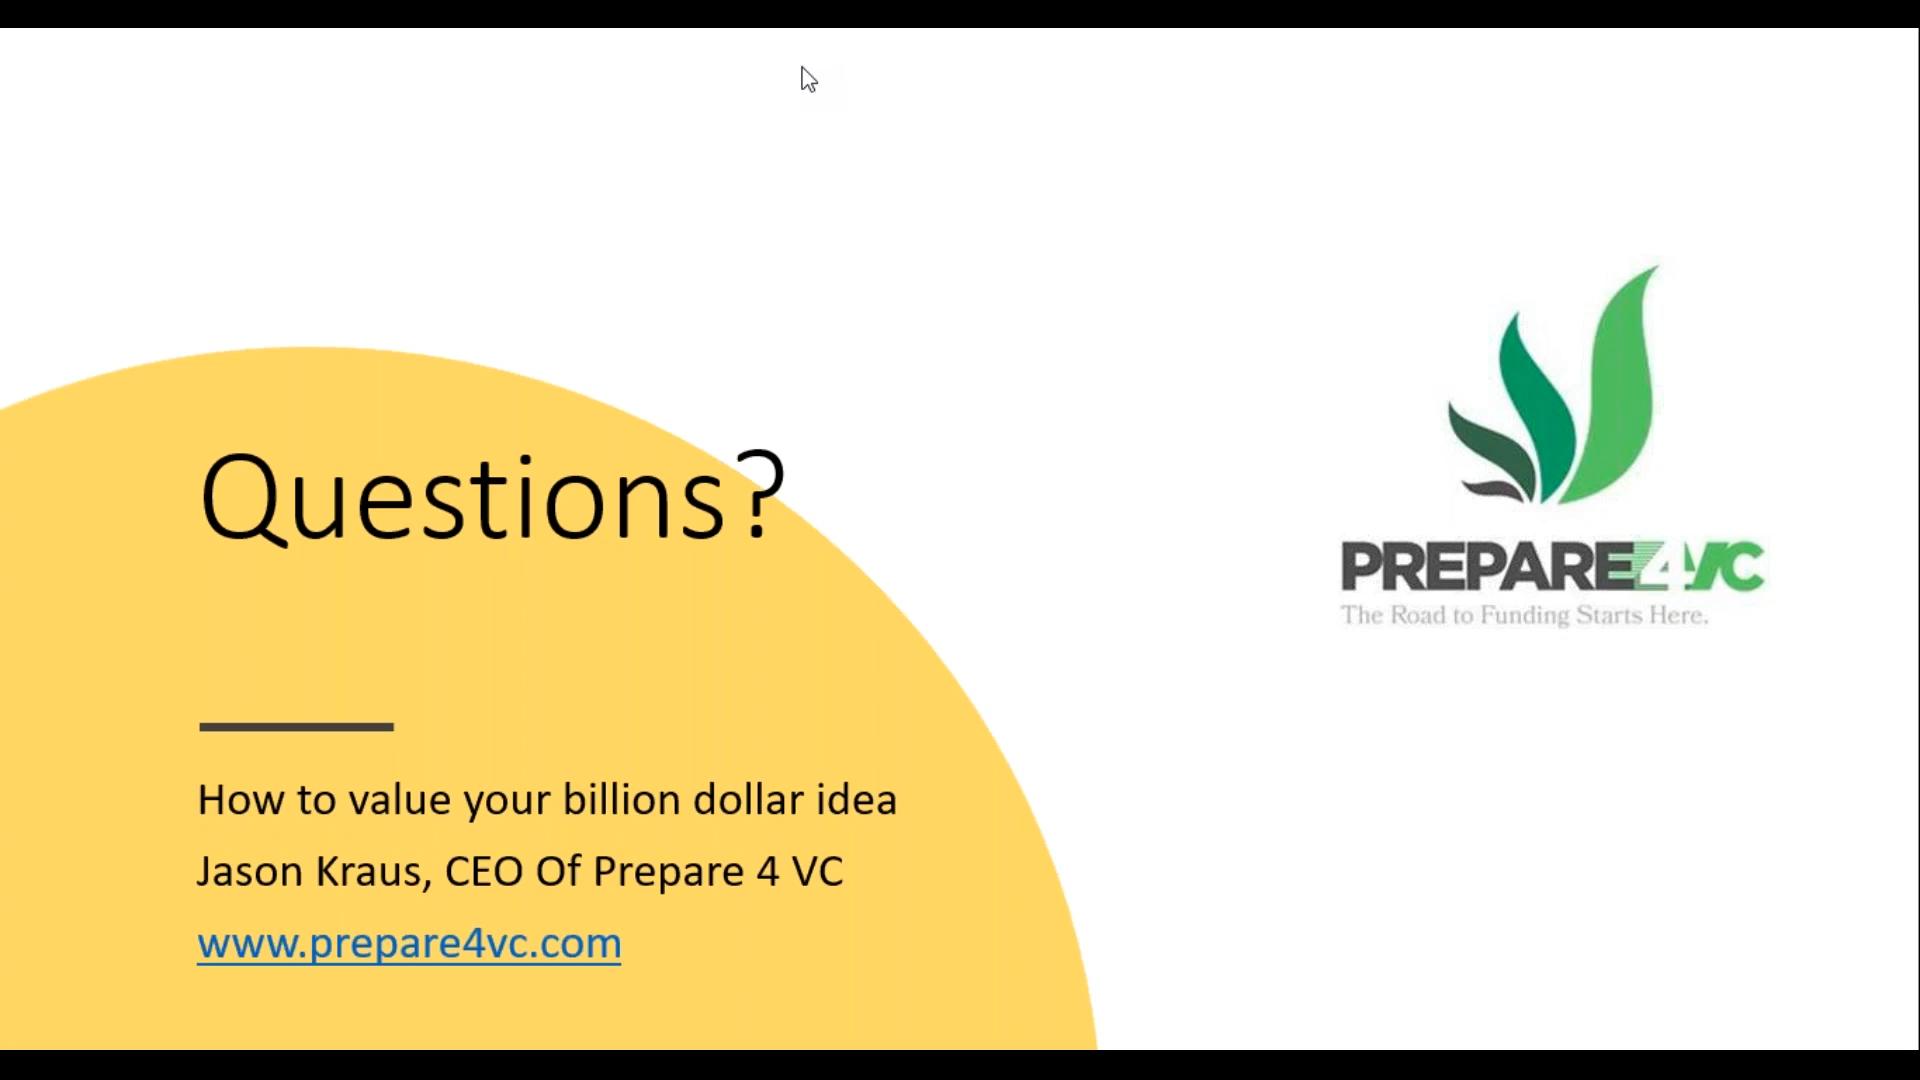 Questions?
How to value your billion dollar idea
Jason Kraus, CEO Of Prepare 4 VC
www.prepare4vc.com
PREPARE4VC
The Road to Funding Starts Here.